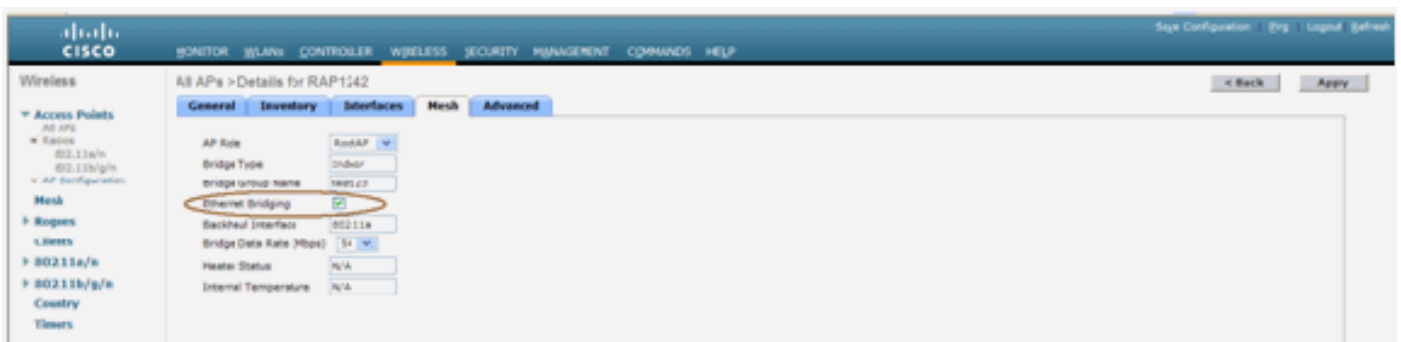 Save Configuration | Ping | Logout Refresh
CISCO
MONITOR WLANs CONTROLLER WIRELESS SECURITY MANAGEMENT COMMANDS HELP
Wireless
All APs > Details for RAP1242
< Back
Apply
General Inventory Interfaces Mesh Advanced
Access Points
All APs
Radios
802.11a/n
802.11b/g/n
AP Configuration
Mesh
Rogues
Clients
802.11a/n
802.11b/g/n
Country
Timers
AP Role RootAP
Bridge Type Indoor
Bridge Group Name
Ethernet Bridging
Backhaul Interface 802.11a
Bridge Data Rate (Mbps) 54
Heater Status N/A
Internal Temperature N/A